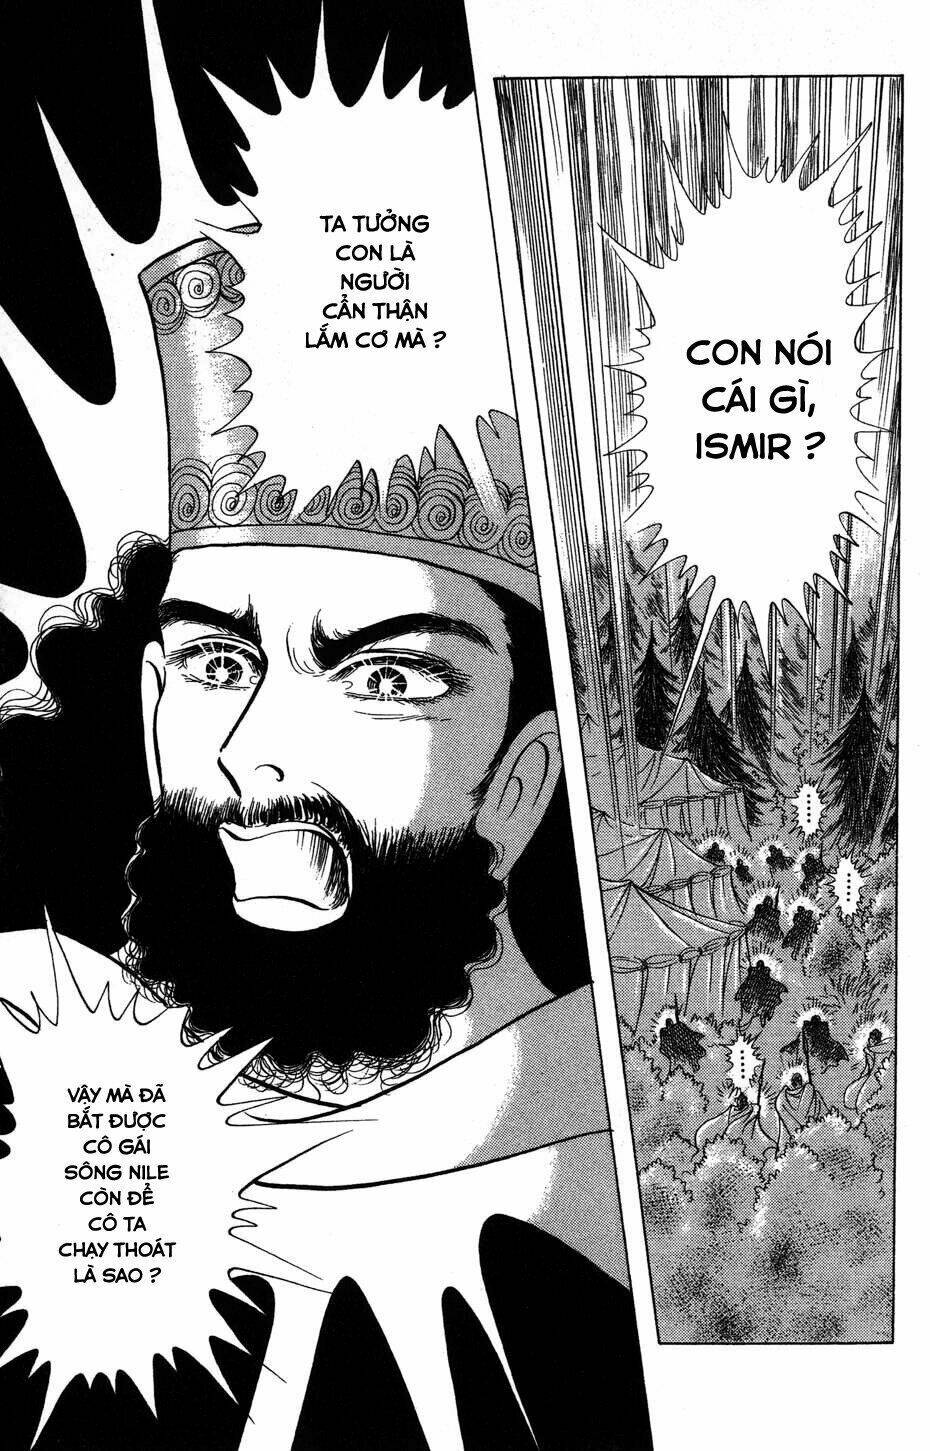 CON NÓI
CÁI GÌ,
ISMIR ?
TA TƯỞNG
CON LÀ
NGƯỜI
CẨN THẬN
LẮM CƠ MÀ ?
VẬY MÀ ĐÃ
BẮT ĐƯỢC
CÔ GÁI
SÔNG NILE
CÒN ĐỂ
CÔ TA
CHẠY THOÁT
LÀ SAO ?